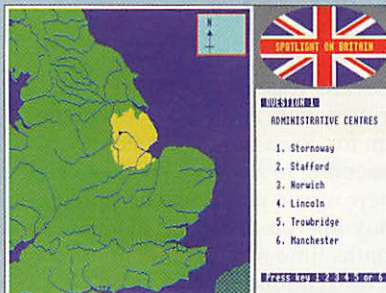 N
SPOTLIGHT ON BRITAIN
QUESTION 1
ADMINISTRATIVE CENTRES
1. Stornoway
2. Stafford
3. Norwich
4. Lincoln
5. Trowbridge
6. Manchester
Press Key 1 2 3 4 5 or 6